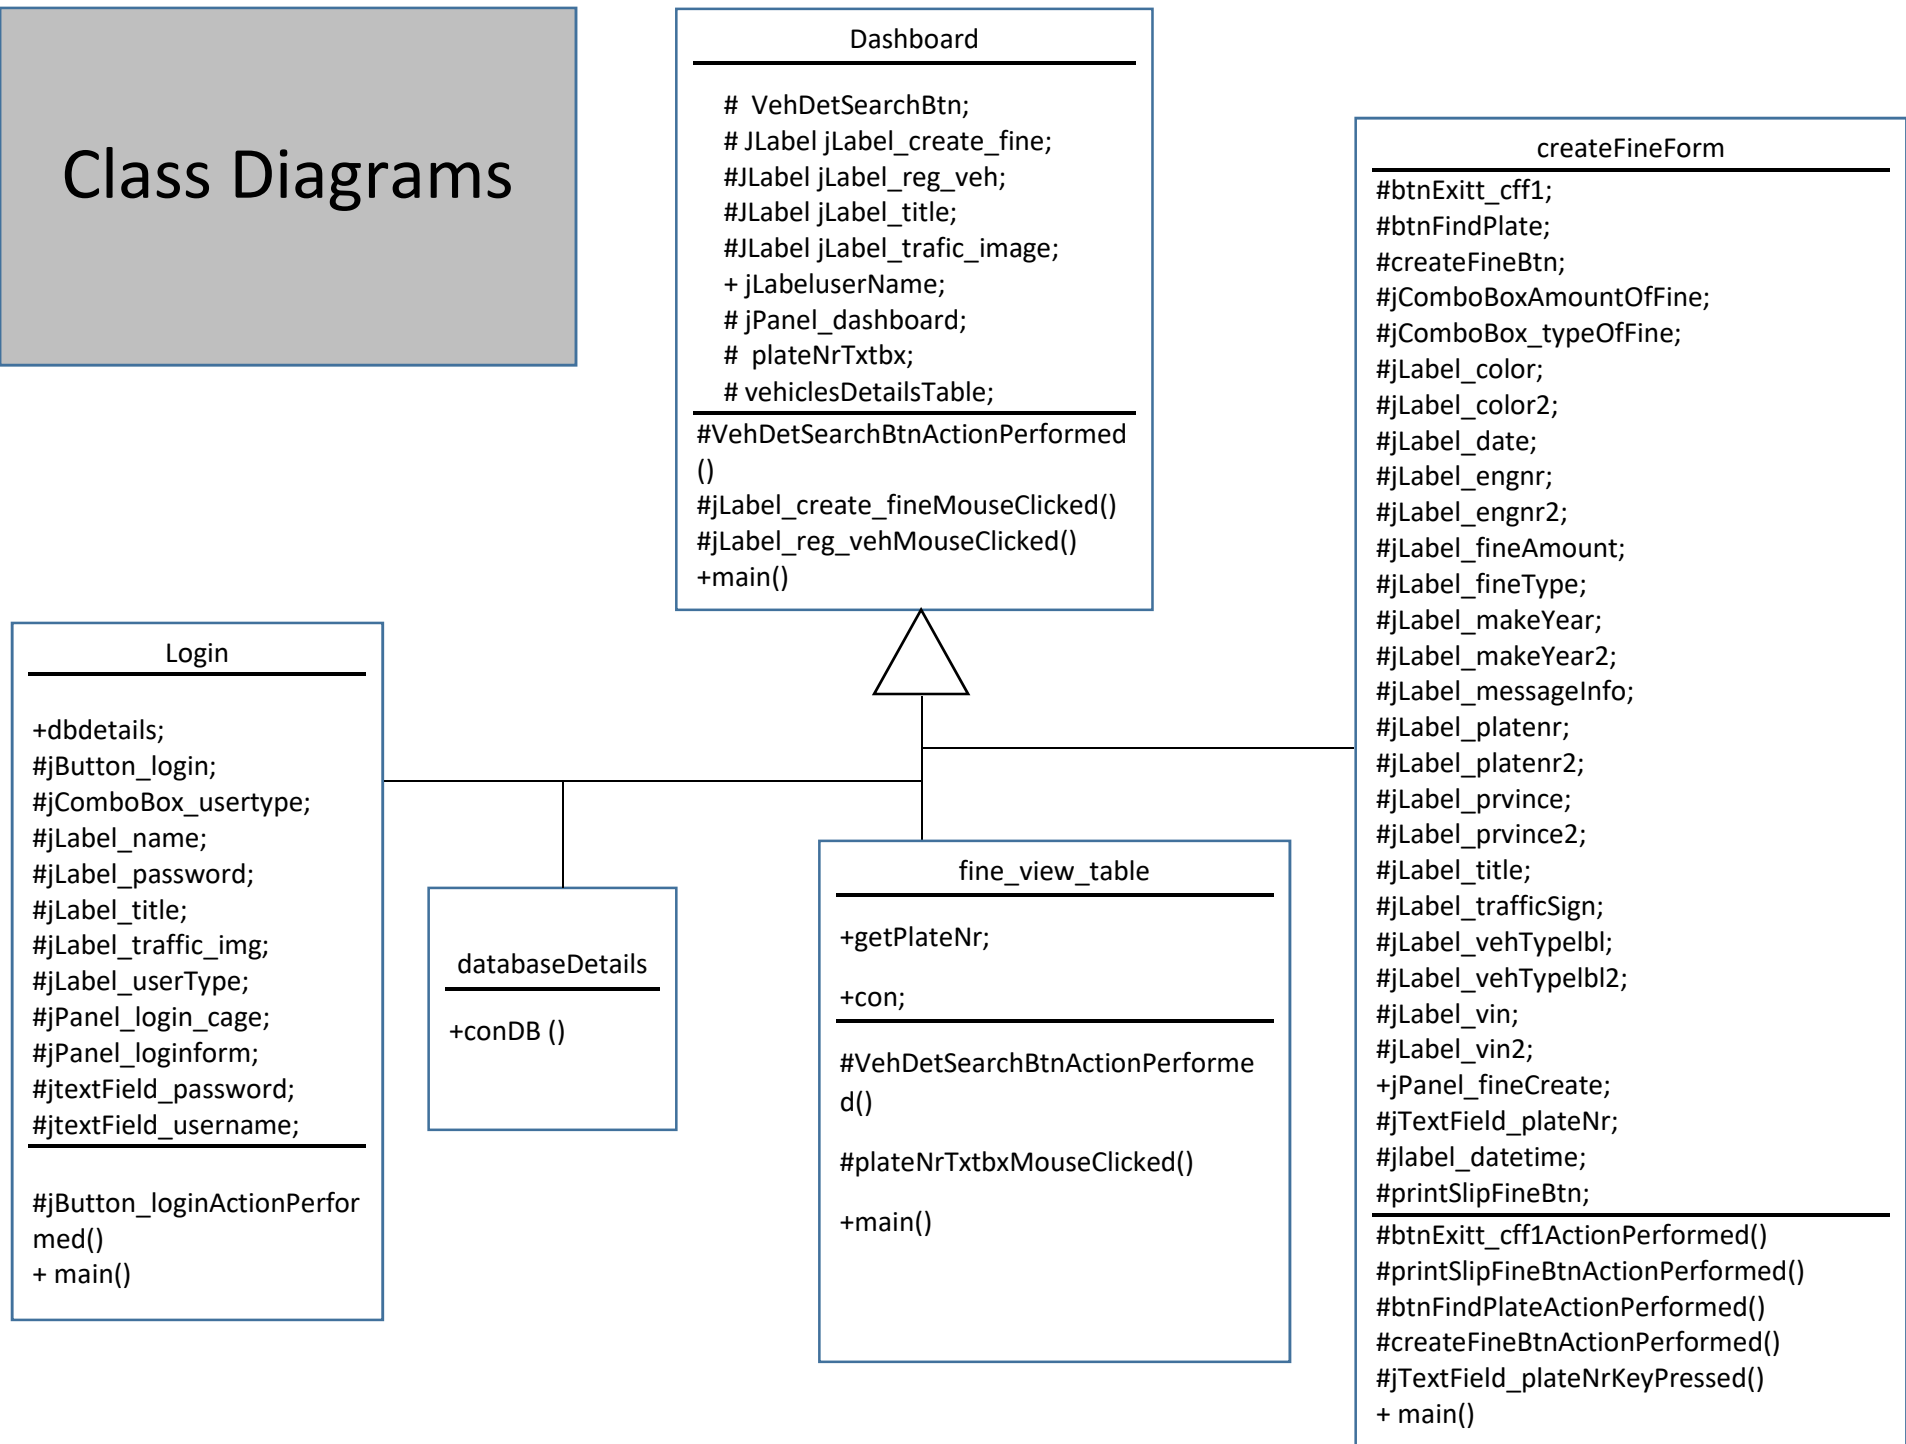 Class Diagrams
Dashboard
# VehDetSearchBtn;
# JLabel jLabel_create_fine;
#JLabel jLabel_reg_veh;
#JLabel jLabel_title;
#JLabel jLabel_trafic_image;
+ jLabeluserName;
# jPanel_dashboard;
# plateNrTxtbx;
# vehiclesDetailsTable;
#VehDetSearchBtnActionPerformed
()
#jLabel_create_fineMouseClicked()
#jLabel_reg_vehMouseClicked()
+main()
Login
+dbdetails;
#jButton_login;
#jComboBox_usertype;
#jLabel_name;
#jLabel_password;
#jLabel_title;
#jLabel_traffic_img;
#jLabel_userType;
#jPanel_login_cage;
#jPanel_loginform;
#jtextField_password;
#jtextField_username;
#jButton_loginActionPerfor
med()
+ main()
databaseDetails
+conDB ()
fine_view_table
+getPlateNr;
+con;
#VehDetSearchBtnActionPerforme
d()
#plateNrTxtbxMouseClicked()
+main()
createFineForm
#btnExitt_cff1;
#btnFindPlate;
#createFineBtn;
#jComboBoxAmountOfFine;
#jComboBox_typeOfFine;
#jLabel_color;
#jLabel_color2;
#jLabel_date;
#jLabel_engnr;
#jLabel_engnr2;
#jLabel_fineAmount;
#jLabel_fineType;
#jLabel_makeYear;
#jLabel_makeYear2;
#jLabel_messageInfo;
#jLabel_platenr;
#jLabel_platenr2;
#jLabel_prvince;
#jLabel_prvince2;
#jLabel_title;
#jLabel_trafficSign;
#jLabel_vehTypelbl;
#jLabel_vehTypelbl2;
#jLabel_vin;
#jLabel_vin2;
+jPanel_fineCreate;
#jTextField_plateNr;
#jlabel_datetime;
#printSlipFineBtn;
#btnExitt_cff1ActionPerformed()
#printSlipFineBtnActionPerformed()
#btnFindPlateActionPerformed()
#createFineBtnActionPerformed()
#jTextField_plateNrKeyPressed()
+ main()